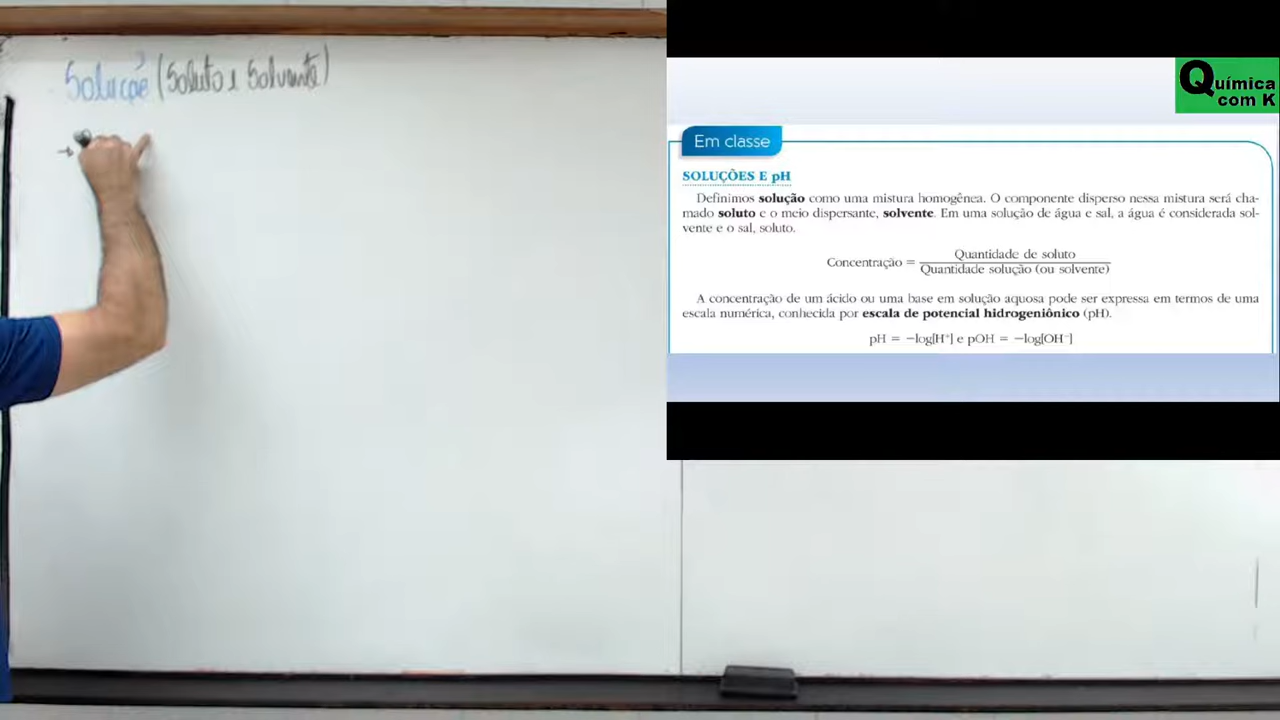 Solução (Soluto e Solvente)
→
Química
com K
Em classe
SOLUÇÕES E pH
Definimos solução como uma mistura homogênea. O componente disperso nessa mistura será cha-
mado soluto e o meio dispersante, solvente. Em uma solução de água e sal, a água é considerada sol-
vente e o sal, soluto.
Concentração = Quantidade de soluto
Quantidade solução (ou solvente)
A concentração de um ácido ou uma base em solução aquosa pode ser expressa em termos de uma
escala numérica, conhecida por escala de potencial hidrogeniônico (pH).
pH = −log[H⁺] e pOH = −log[OH⁻]